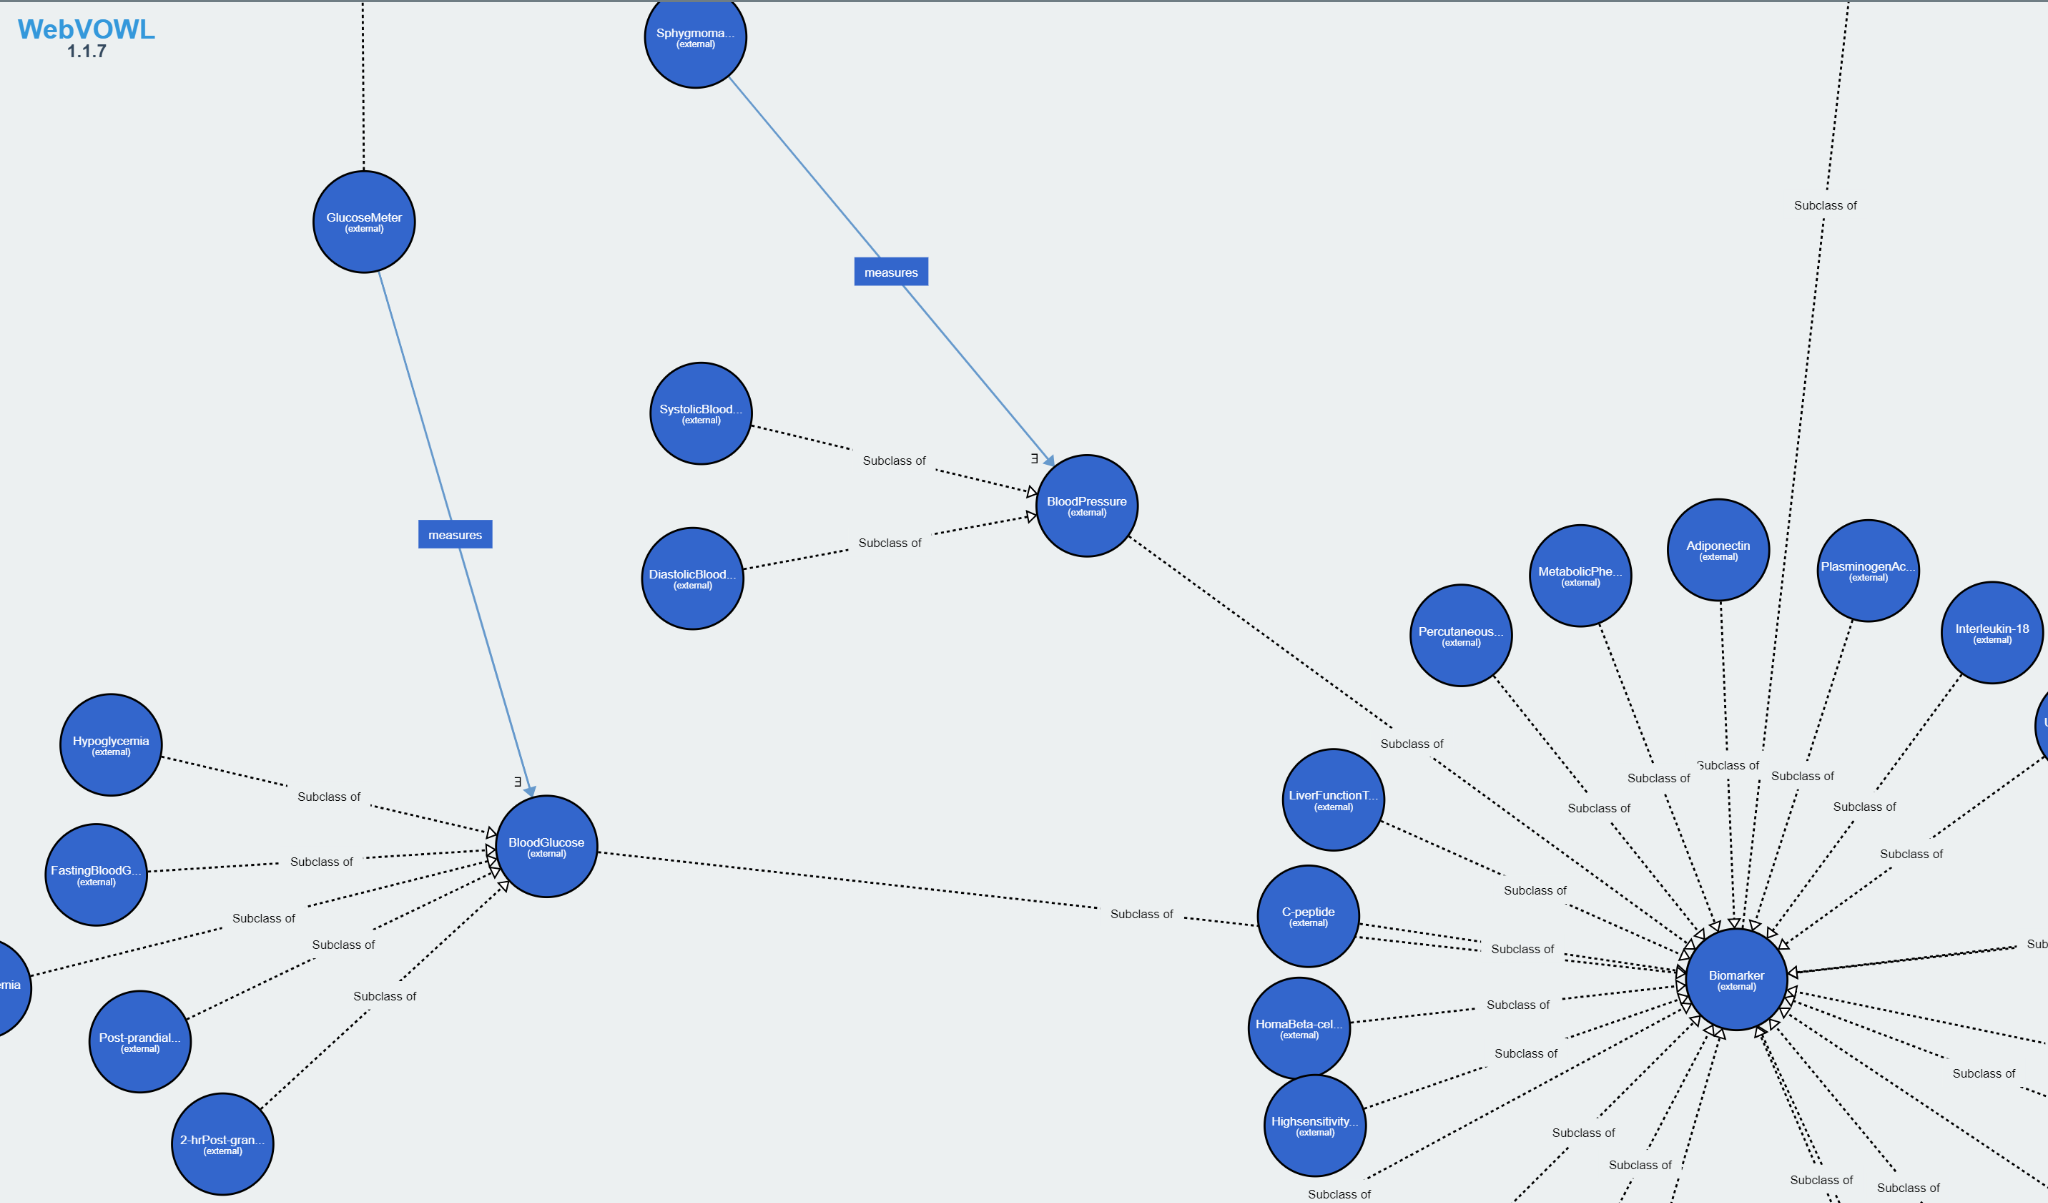 WebVOWL
1.1.7
Sphygmoma...
(external)
Subclass of
GlucoseMeter
(external)
measures
SystolicBlood...
(external)
Subclass of
E
BloodPressure
(external)
measures
Subclass of
DiastolicBlood...
(external)
Adiponectin
(external)
MetabolicPhe...
(external)
PlasminogenAc...
(external)
Percutaneous...
(external)
Interleukin-18
(external)
Hypoglycemia
(external)
Subclass of
E
BloodGlucose
(external)
FastingBloodG...
(external)
Subclass of
Subclass of
emia
Subclass of
Post-prandial...
(external)
Subclass of
2-hrPost-gran...
(external)
Subclass of
Subclass of
Subclass of
Subclass of
Subclass of
Subclass of
Subclass of
Subclass of
LiverFunctionT...
(external)
Subclass of
C-peptide
(external)
Subclass of
Sub
Biomarker
(external)
HomaBeta-cel...
(external)
Subclass of
Subclass of
Highsensitivity...
(external)
Subclass of
Subclass of
Subclass of
Subclass of
Subclass of
Subclass of